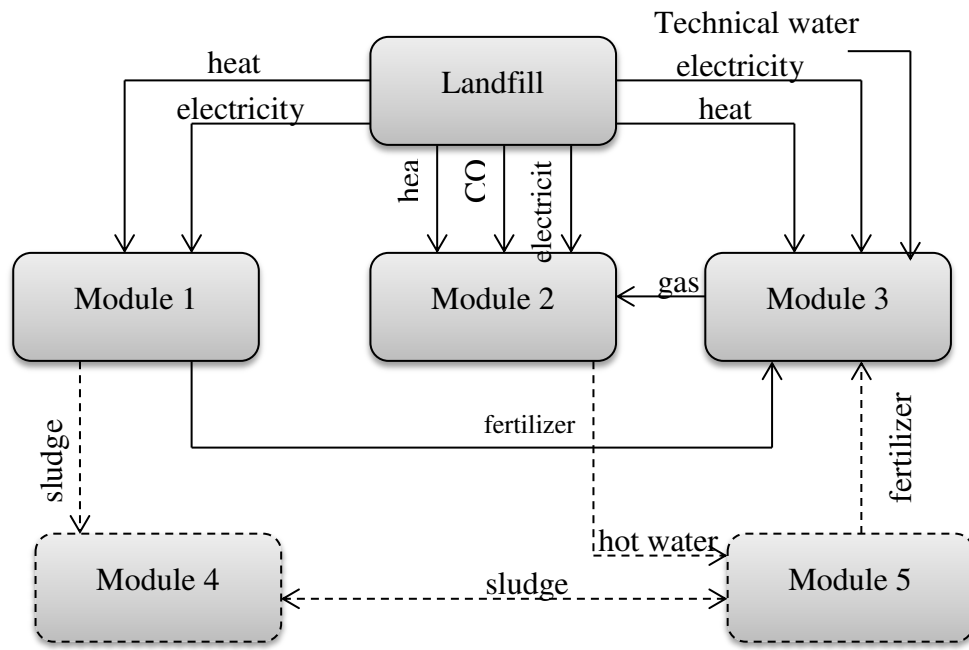 Technical water
heat
Landfill
electricity
electricity
heat
hea
CO
electricit
Module 1
Module 2
gas
Module 3
fertilizer
sludge
fertilizer
hot water
Module 4
sludge
Module 5